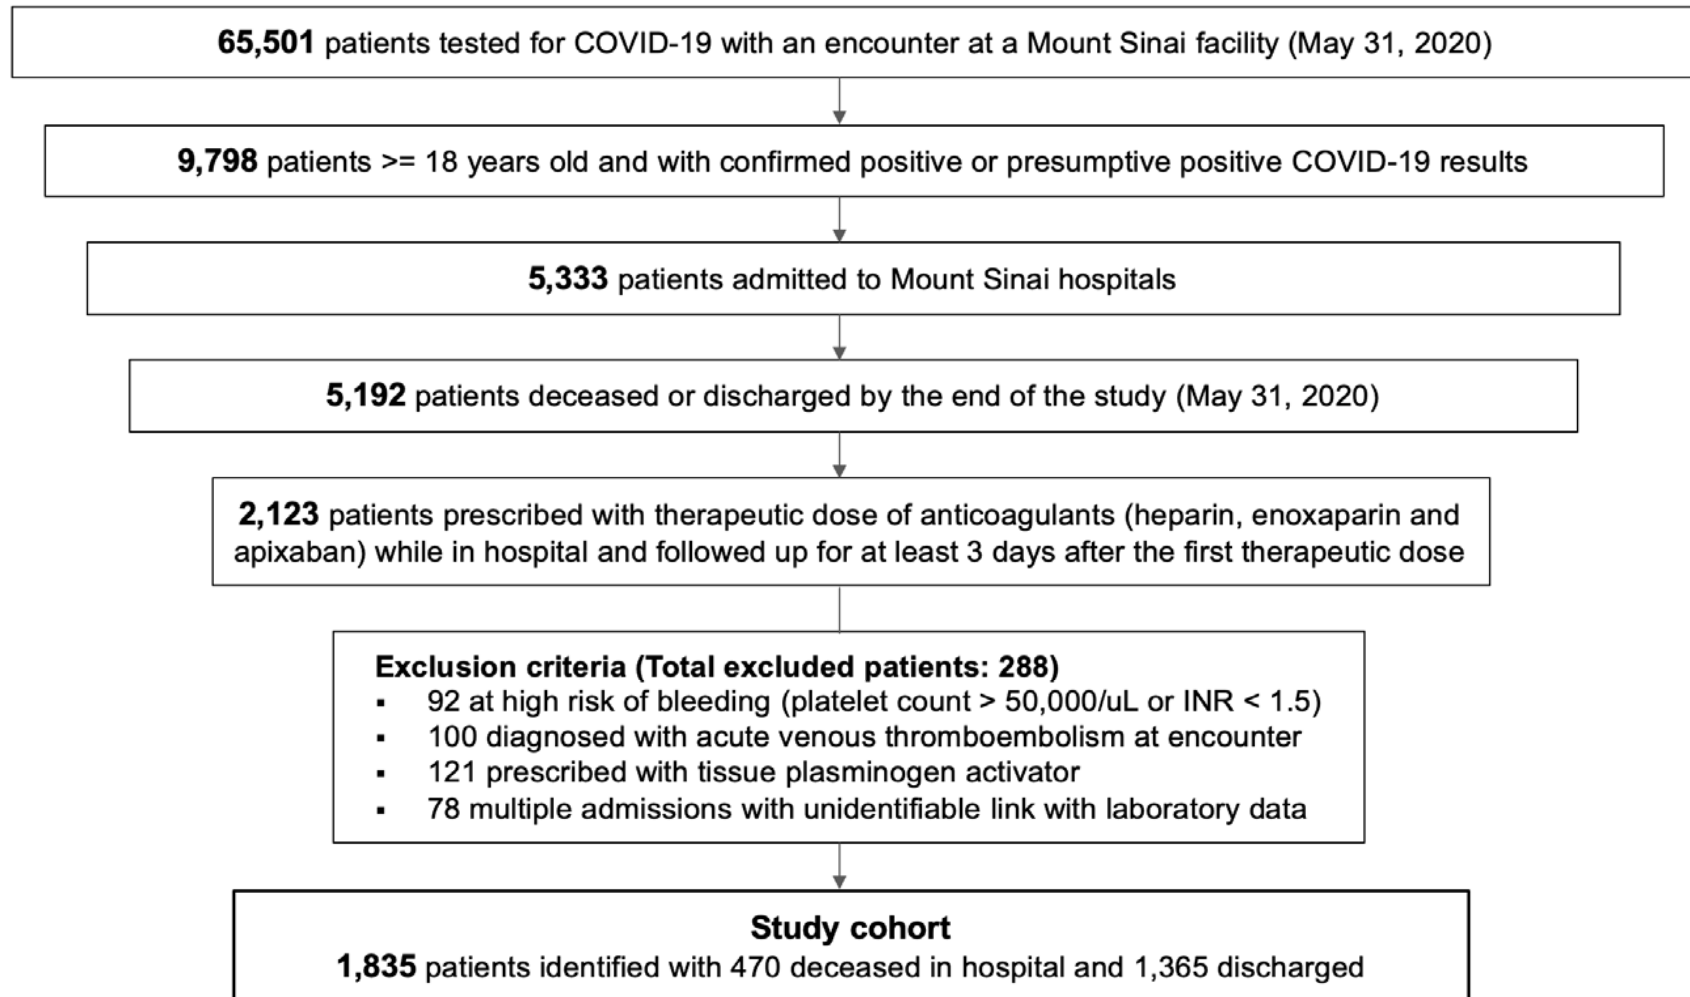 65,501 patients tested for COVID-19 with an encounter at a Mount Sinai facility (May 31, 2020)
9,798 patients >= 18 years old and with confirmed positive or presumptive positive COVID-19 results
5,333 patients admitted to Mount Sinai hospitals
5,192 patients deceased or discharged by the end of the study (May 31, 2020)
2,123 patients prescribed with therapeutic dose of anticoagulants (heparin, enoxaparin and
apixaban) while in hospital and followed up for at least 3 days after the first therapeutic dose
Exclusion criteria (Total excluded patients: 288)
▪ 92 at high risk of bleeding (platelet count > 50,000/uL or INR < 1.5)
▪ 100 diagnosed with acute venous thromboembolism at encounter
▪ 121 prescribed with tissue plasminogen activator
▪ 78 multiple admissions with unidentifiable link with laboratory data
Study cohort
1,835 patients identified with 470 deceased in hospital and 1,365 discharged